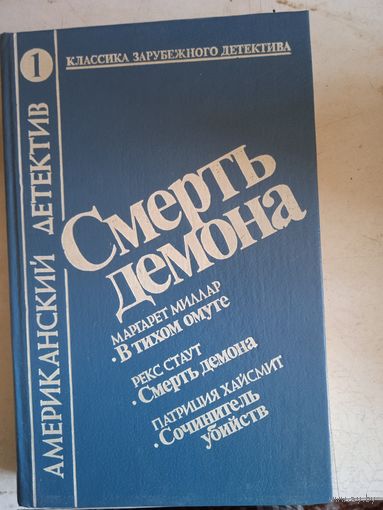 1
КЛАССИКА ЗАРУБЕЖНОГО ДЕТЕКТИВА
АМЕРИКАНСКИЙ ДЕТЕКТИВ
Смерть
демона
МАРГАРЕТ МИЛЛАР
• В тихом омуте
РЕКС СТАУТ
• Смерть демона
ПАТРИЦИЯ ХАЙСМИТ
• Сочинитель
убийств